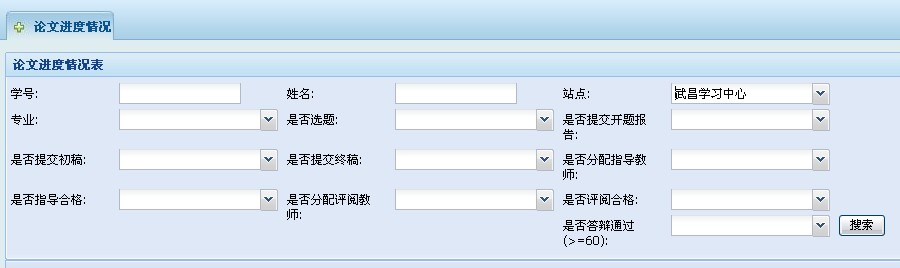 论文进度情况
论文进度情况表
学号:
姓名:
站点:
武昌学习中心
专业:
是否选题:
是否提交开题报
告:
是否提交初稿:
是否提交终稿:
是否分配指导教
师:
是否指导合格:
是否分配评阅教
师:
是否评阅合格:
是否答辩通过
(>=60):
搜索